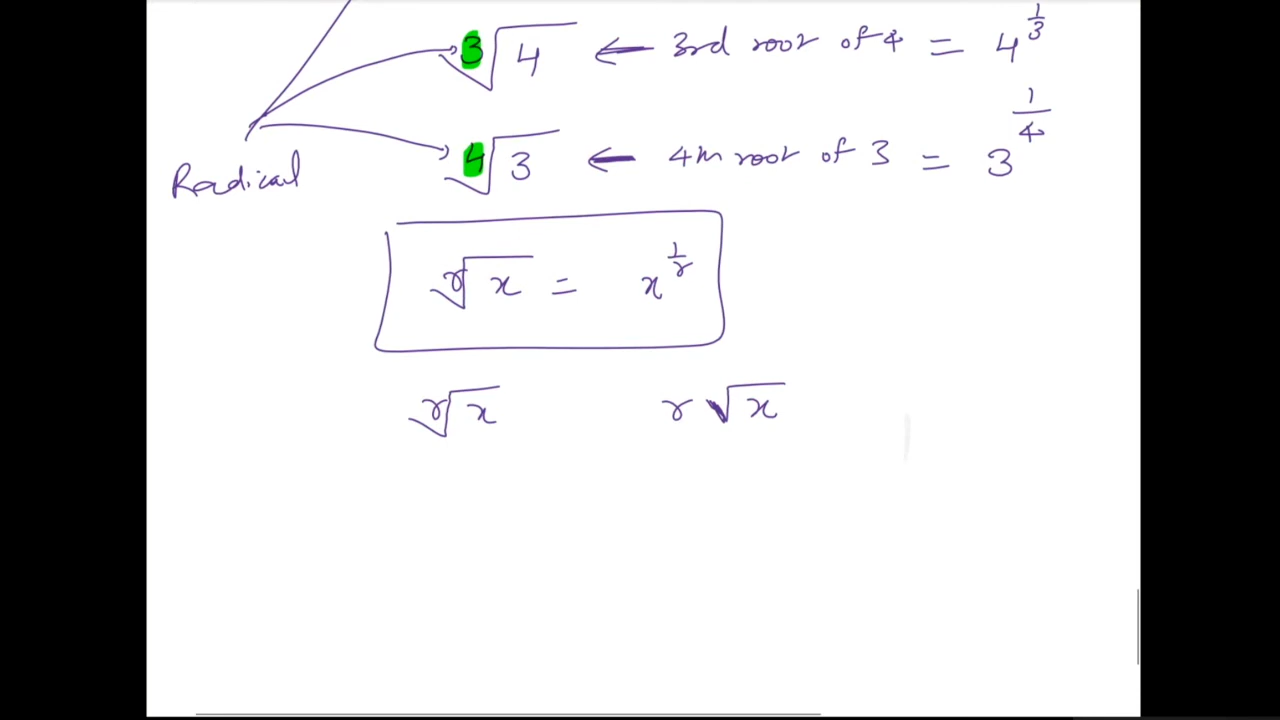 ∛4 ← 3rd root of 4 = 4^(1/3)
Radical ∜3 ← 4th root of 3 = 3^(1/4)
ʳ√x = x^(1/r)
ʳ√x r √x